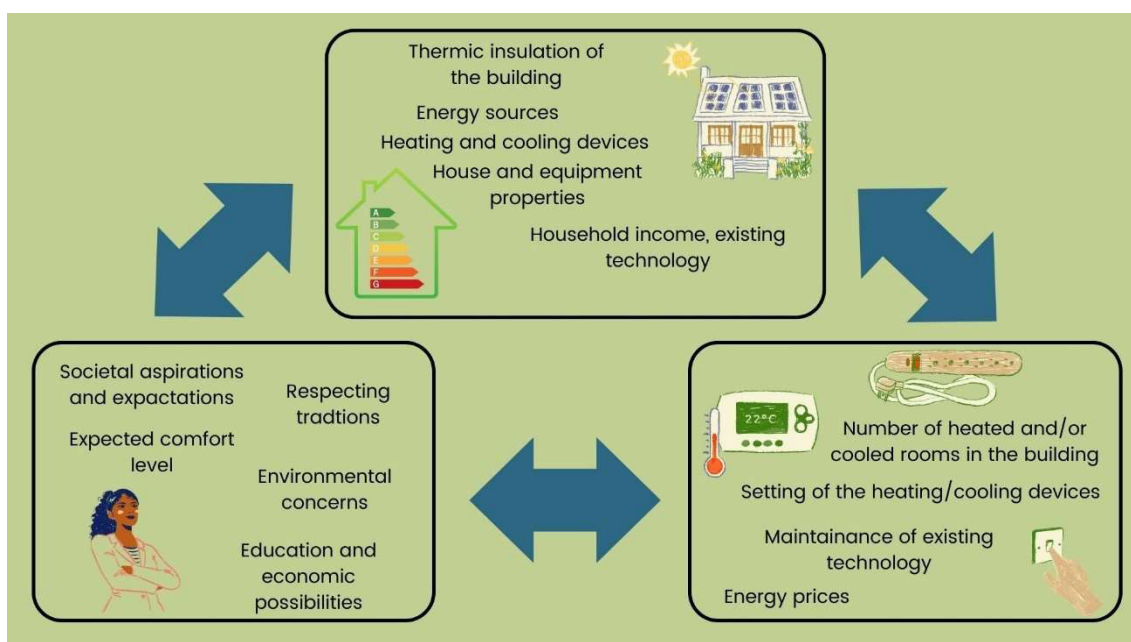 Thermic insulation of
the building
Energy sources
Heating and cooling devices
House and equipment
properties
A
B
C
D
E
F
G
Household income, existing
technology
Societal aspirations
and expactations
Respecting
tradtions
Expected comfort
level
Environmental
concerns
Education and
economic
possibilities
22°C
Number of heated and/or
cooled rooms in the building
Setting of the heating/cooling devices
Maintainance of existing
technology
Energy prices